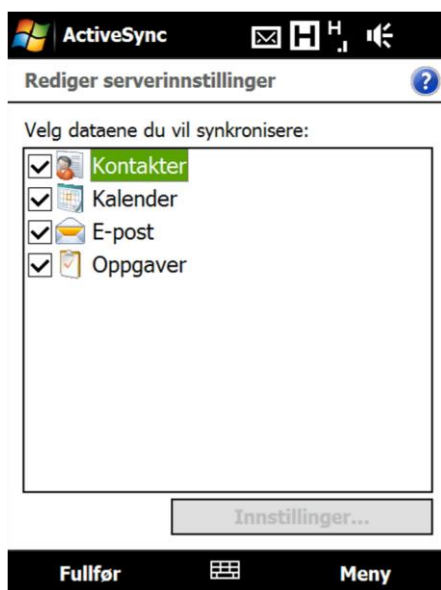 ActiveSync
Rediger serverinnstillinger
Velg dataene du vil synkronisere:
Kontakter
Kalender
E-post
Oppgaver
Innstillinger...
Fullfør Meny